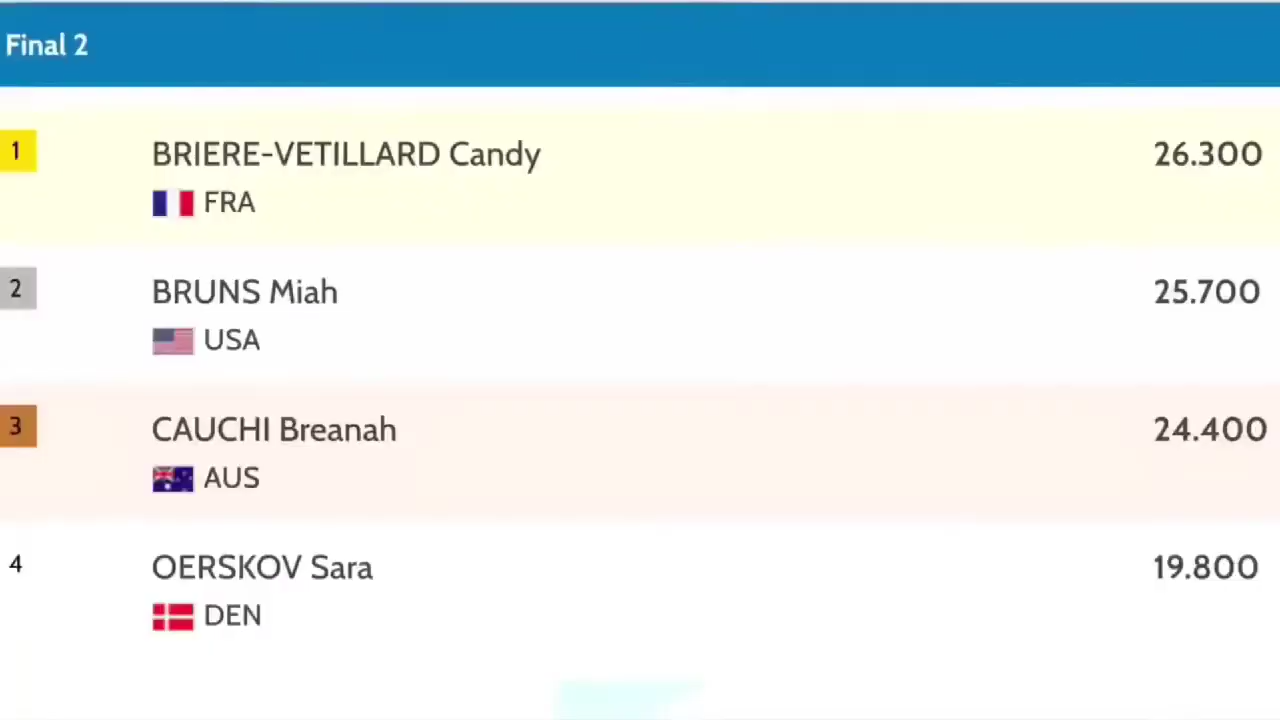 Final 2
1
BRIERE-VETILLARD Candy
26.300
FRA
2
BRUNS Miah
25.700
USA
3
CAUCHI Breanah
24.400
AUS
4
OERSKOV Sara
19.800
DEN